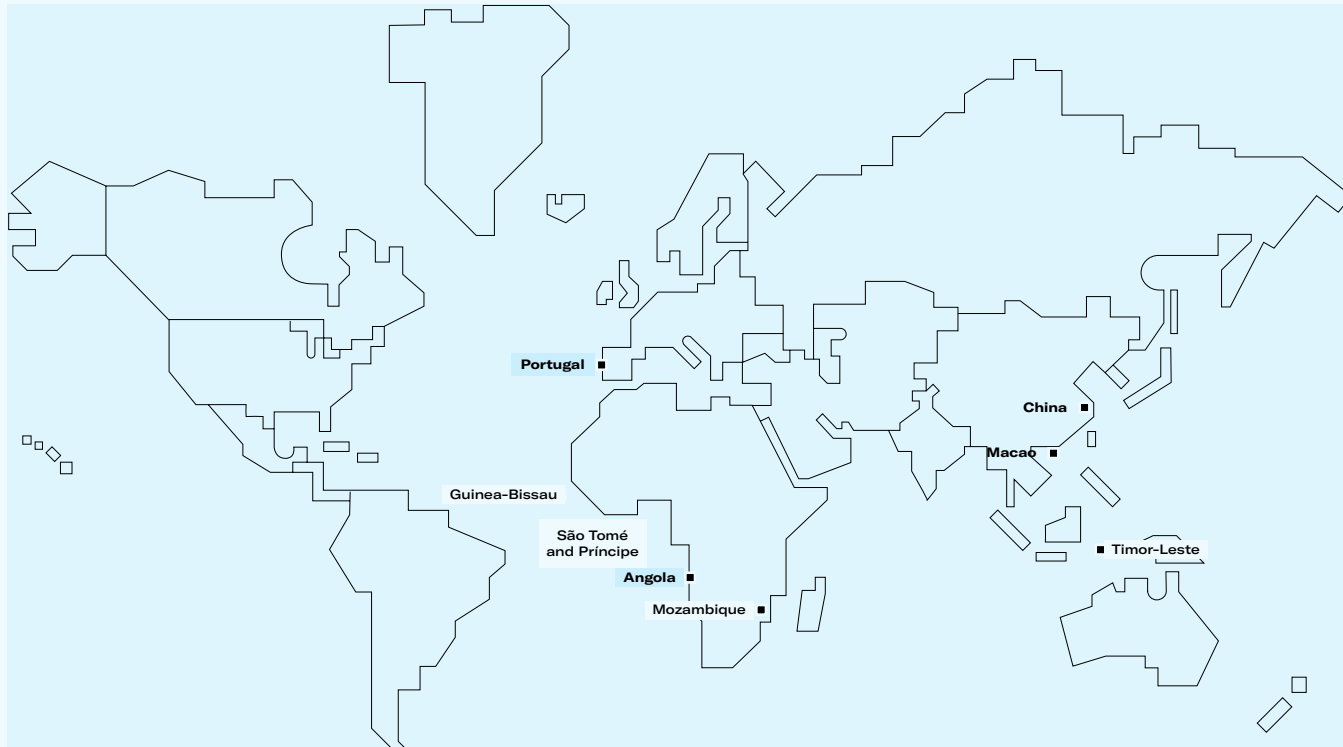 Portugal
China
Macao
Guinea-Bissau
São Tomé
and Príncipe
Timor-Leste
Angola
Mozambique